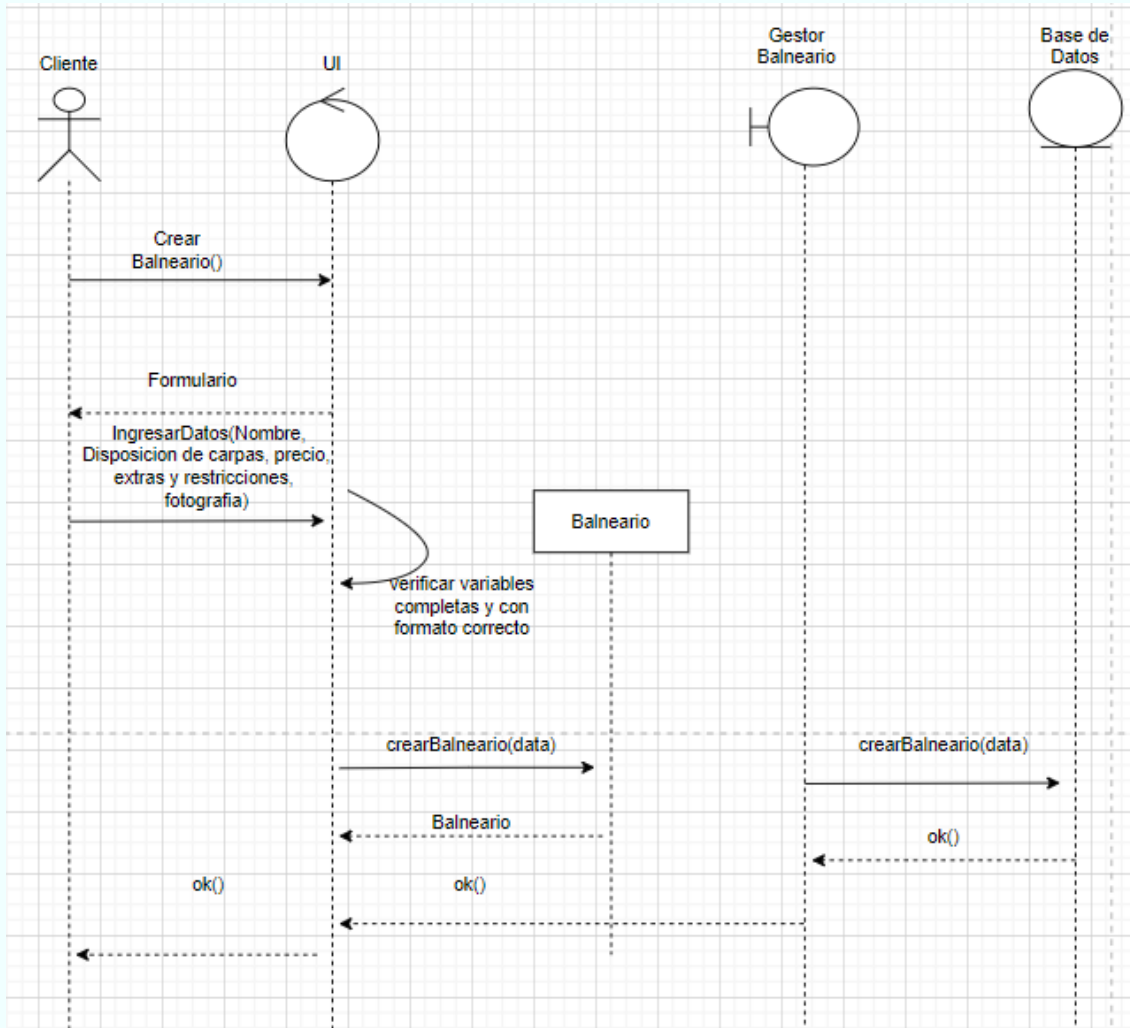 Cliente
UI
Gestor
Balneario
Base de
Datos
Crear
Balneario()
Formulario
IngresarDatos(Nombre,
Disposicion de carpas, precio,
extras y restricciones,
fotografia)
Balneario
verificar variables
completas y con
formato correcto
crearBalneario(data)
crearBalneario(data)
Balneario
ok()
ok()
ok()